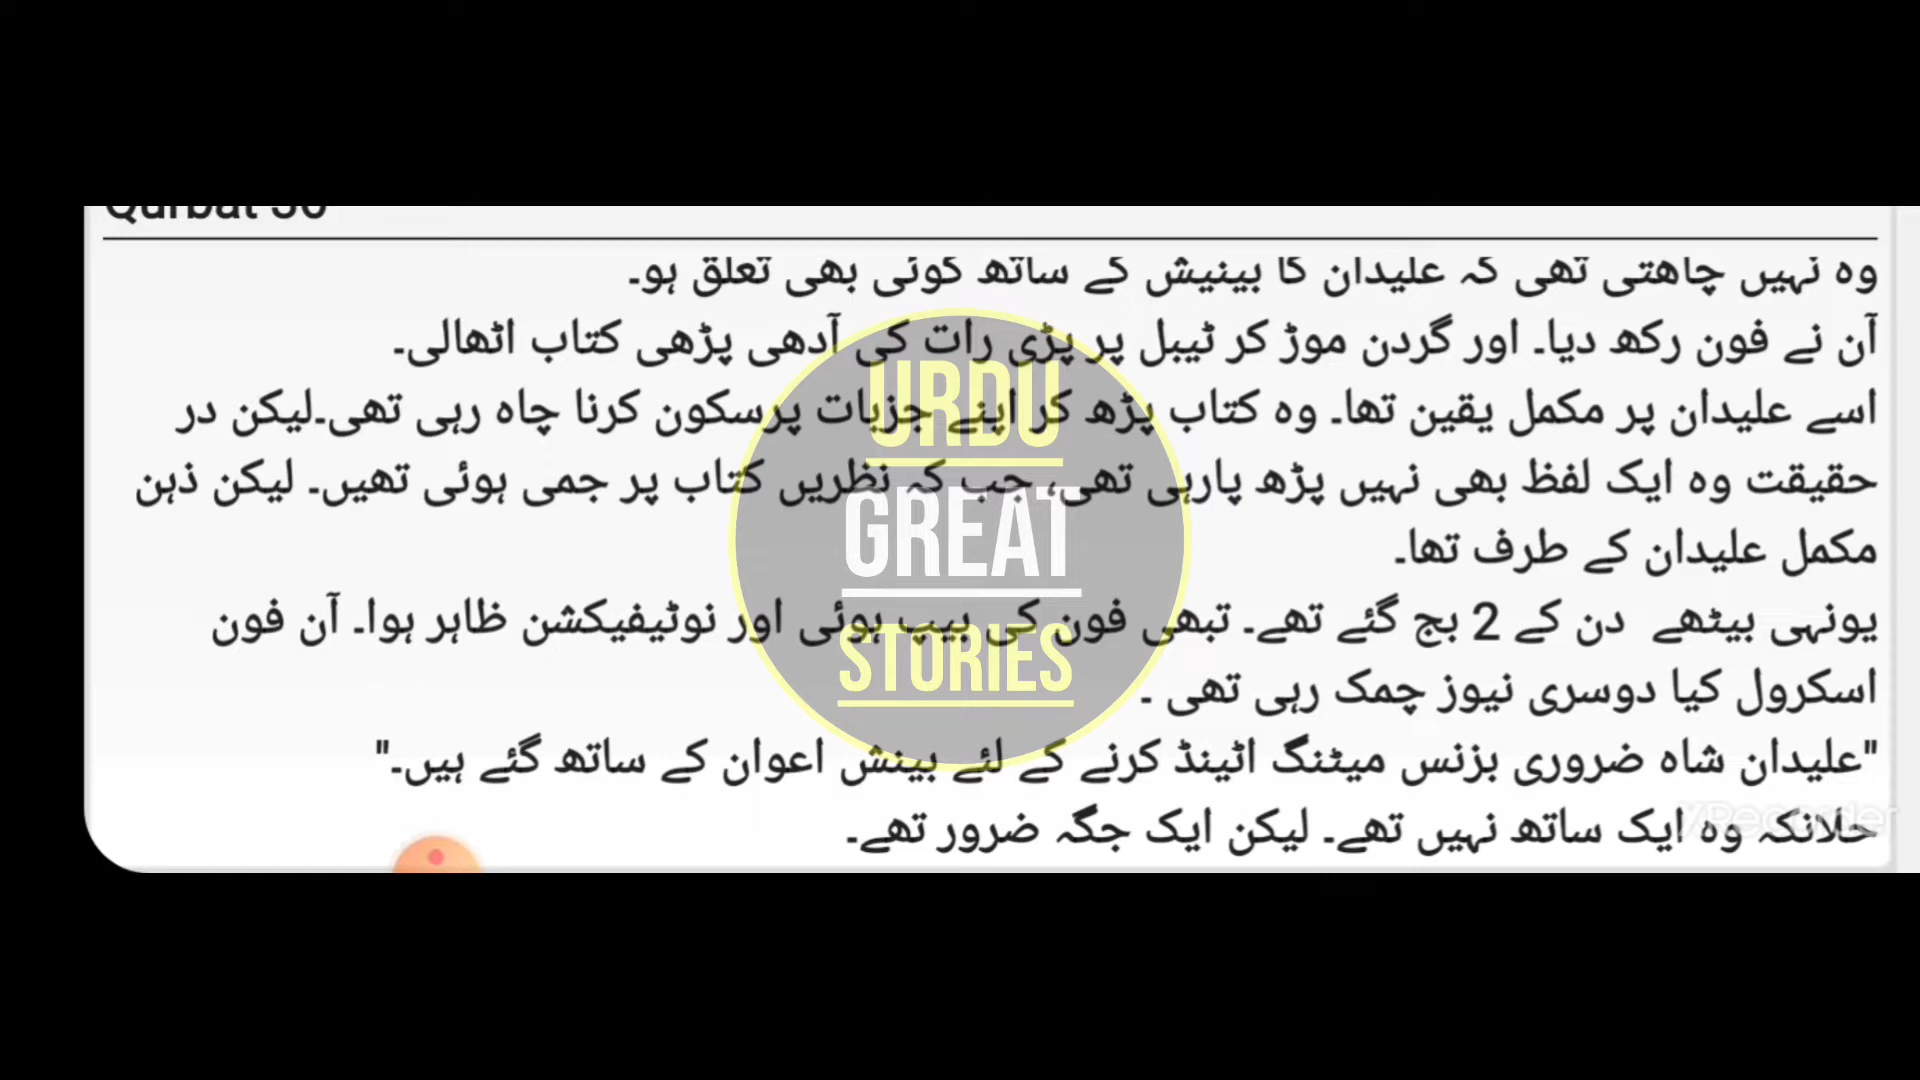 Qurbat 36
وہ نہیں چاھتی تھی کہ علیدان کا بینیش کے ساتھ کوئی بھی تعلق ہو۔
آن نے فون رکھ دیا۔ اور گردن موڑ کر ٹیبل پر پڑی رات کی آدھی پڑھی کتاب اٹھالی۔
اسے علیدان پر مکمل یقین تھا۔ وہ کتاب پڑھ کر اپنے جزبات پرسکون کرنا چاہ رہی تھی۔لیکن در
حقیقت وہ ایک لفظ بھی نہیں پڑھ پارہی تھی، جب کہ نظریں کتاب پر جمی ہوئی تھیں۔ لیکن ذہن
مکمل علیدان کے طرف تھا۔
یونہی بیٹھے دن کے 2 بج گئے تھے۔ تبھی فون کی بیپ ہوئی اور نوٹیفیکشن ظاہر ہوا۔ آن فون
اسکرول کیا دوسری نیوز چمک رہی تھی ۔
"علیدان شاہ ضروری بزنس میٹنگ اٹینڈ کرنے کے لئے بینش اعوان کے ساتھ گئے ہیں۔"
حالانکہ وہ ایک ساتھ نہیں تھے۔ لیکن ایک جگہ ضرور تھے۔
URDU
GREAT
STORIES
XRecorder